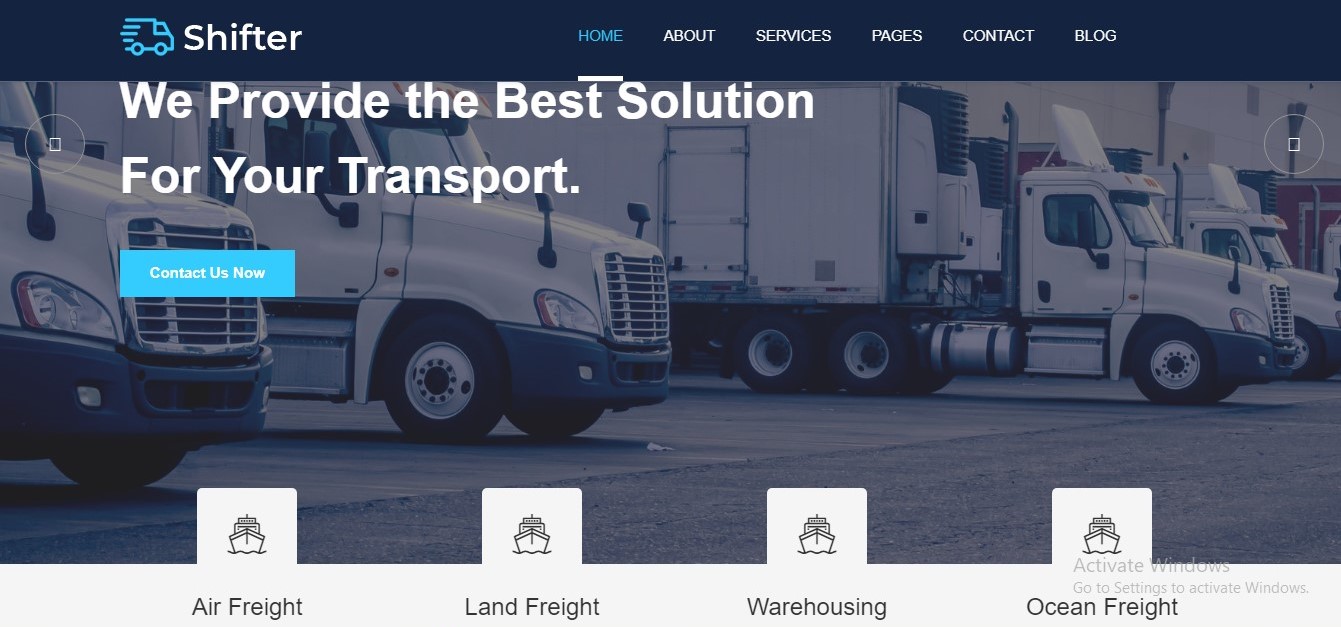 Shifter
HOME ABOUT SERVICES PAGES CONTACT BLOG
We Provide the Best Solution
For Your Transport.
Contact Us Now
Air Freight Land Freight Warehousing Ocean Freight
Activate Windows
Go to Settings to activate Windows.